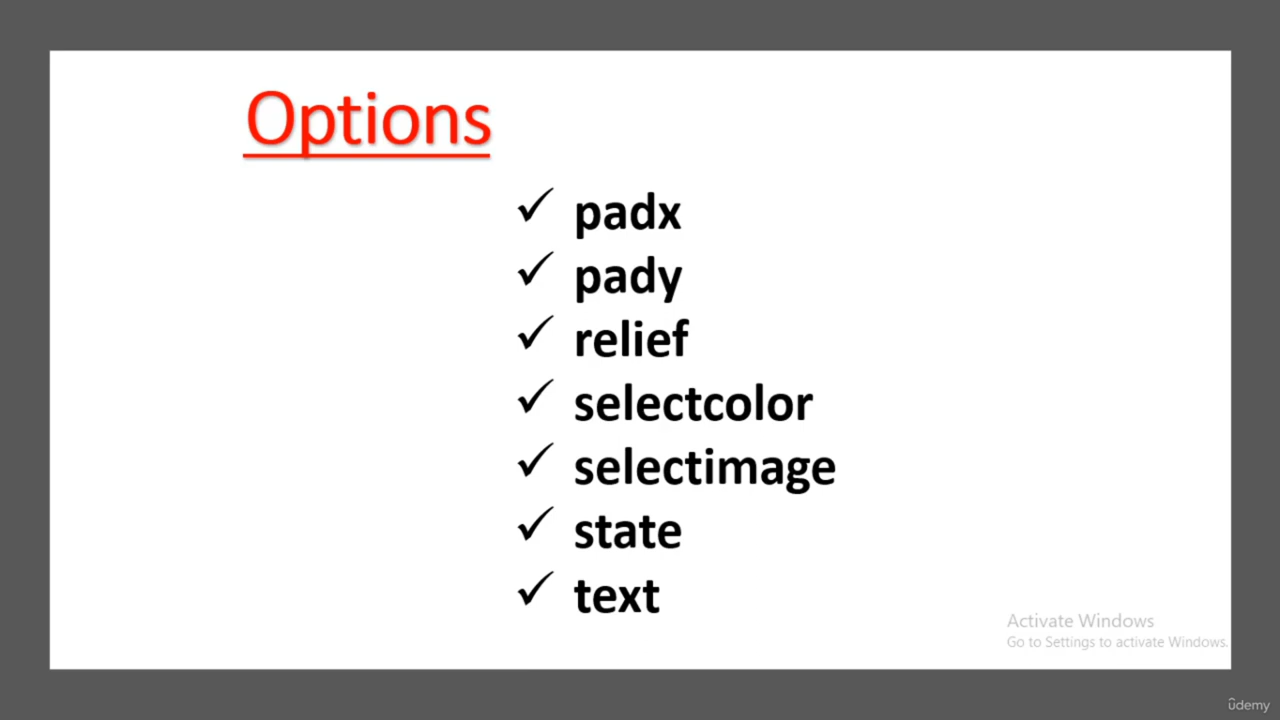 Options
✓ padx
✓ pady
✓ relief
✓ selectcolor
✓ selectimage
✓ state
✓ text
Activate Windows
Go to Settings to activate Windows.
ûdemy